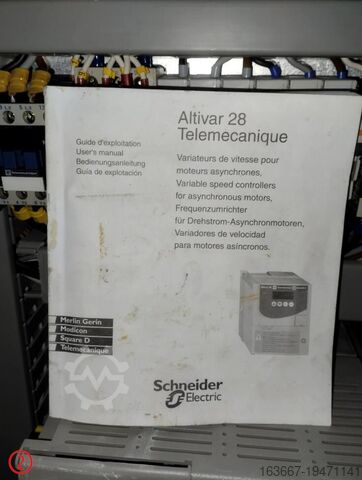 Altivar 28
Telemecanique
Guide d'exploitation
User's manual
Bedienungsanleitung
Guía de explotación
Variateurs de vitesse pour
moteurs asynchrones,
Variable speed controllers
for asynchronous motors,
Frequenzumrichter
für Drehstrom-Asynchronmotoren,
Variadores de velocidad
para motores asíncronos.
Merlin Gerin
Modicon
Square D
Telemecanique
Schneider
Electric
163667-19471141